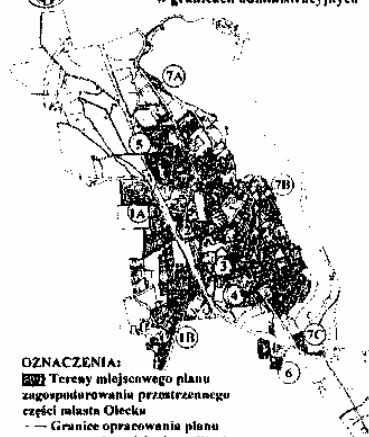 w granicach administracyjnych
7A
5
7B
1A
2
3
4
1B
7C
6
OZNACZENIA:
Tereny miejscowego planu
zagospodarowania przestrzennego
części miasta Olecka
- — Granice opracowania planu